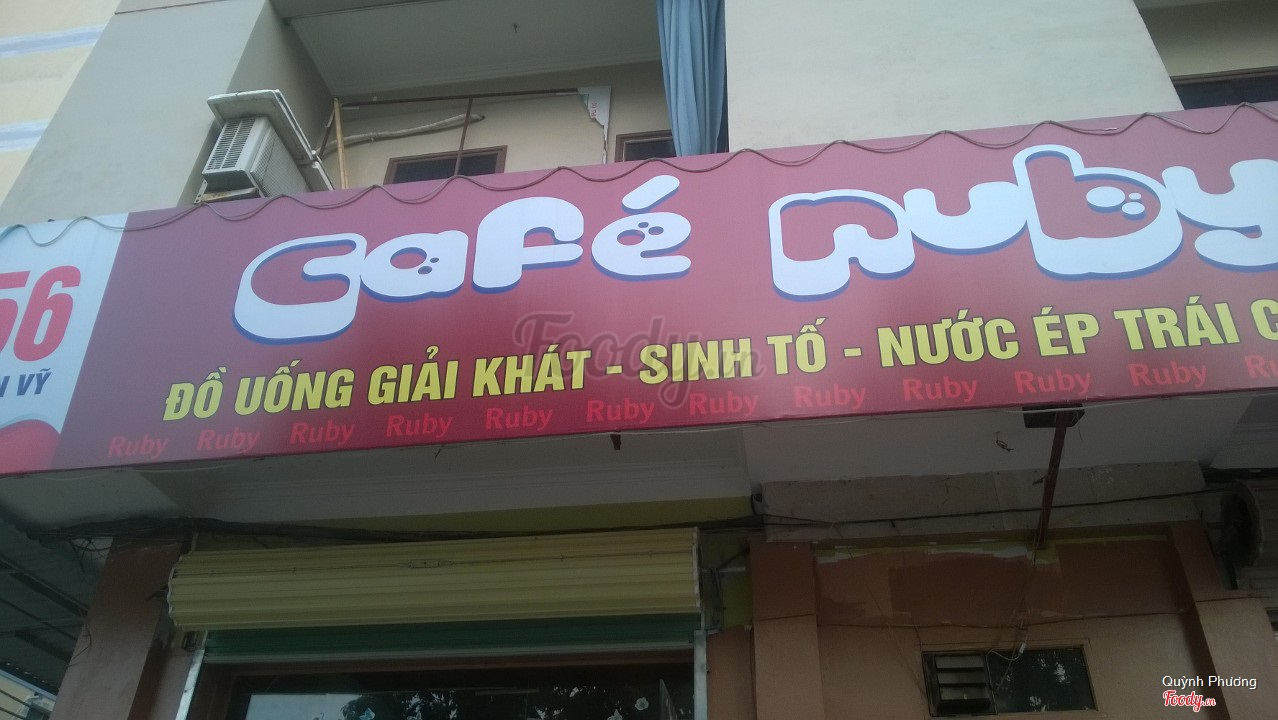 Café Ruby
56
VỸ
ĐỒ UỐNG GIẢI KHÁT - SINH TỐ - NƯỚC ÉP TRÁI C
Ruby Ruby Ruby Ruby Ruby Ruby Ruby Ruby Ruby Ruby Ruby
Foody.vn
Quỳnh Phương
Foody.vn